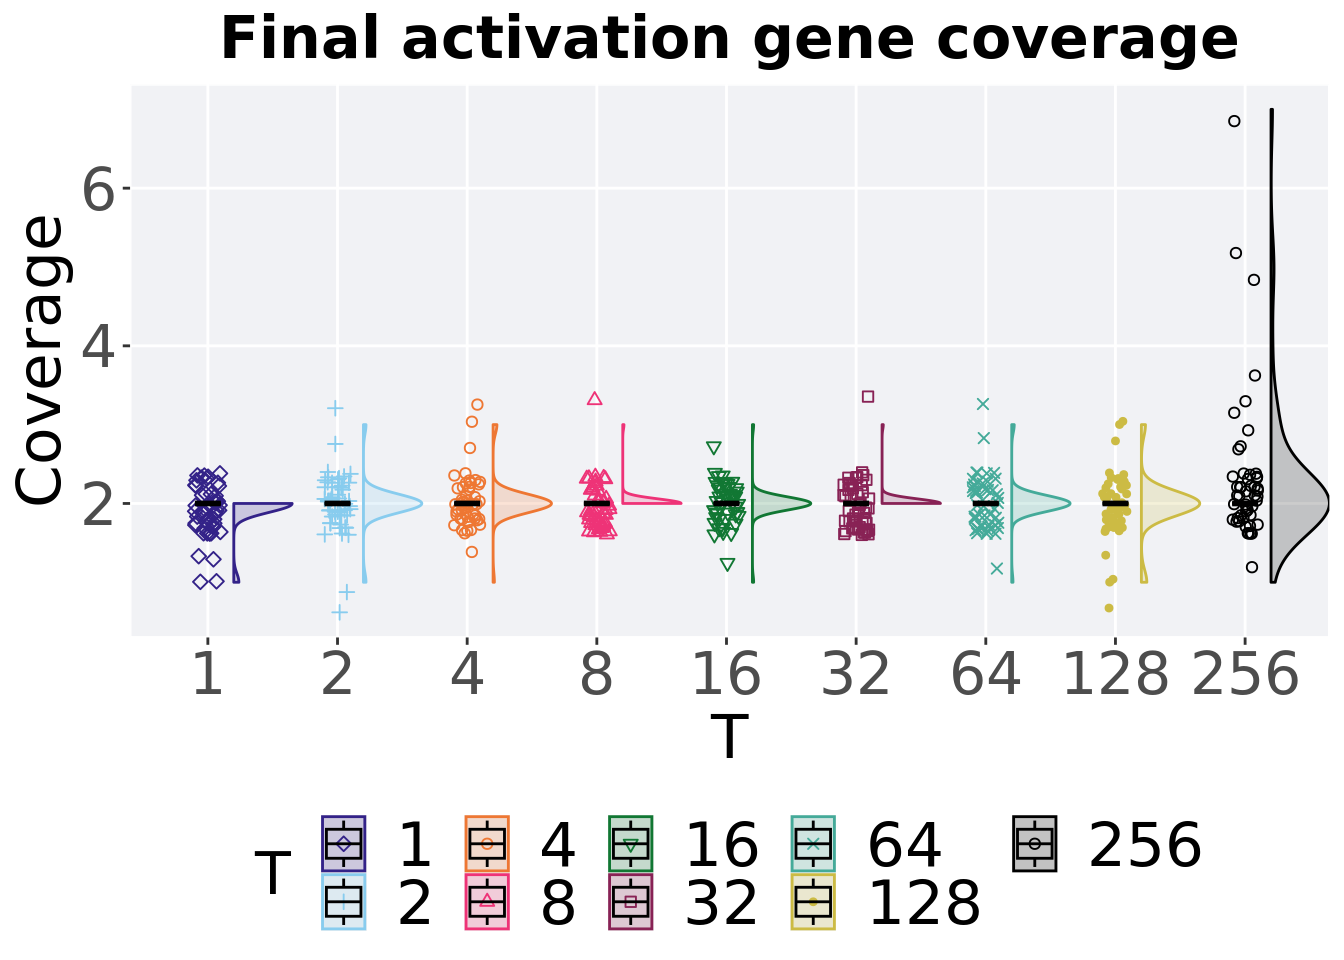 Final activation gene coverage
Coverage
6
4
2
1 2 4 8 16 32 64 128 256
T
T 1 4 16 64 256
2 8 32 128